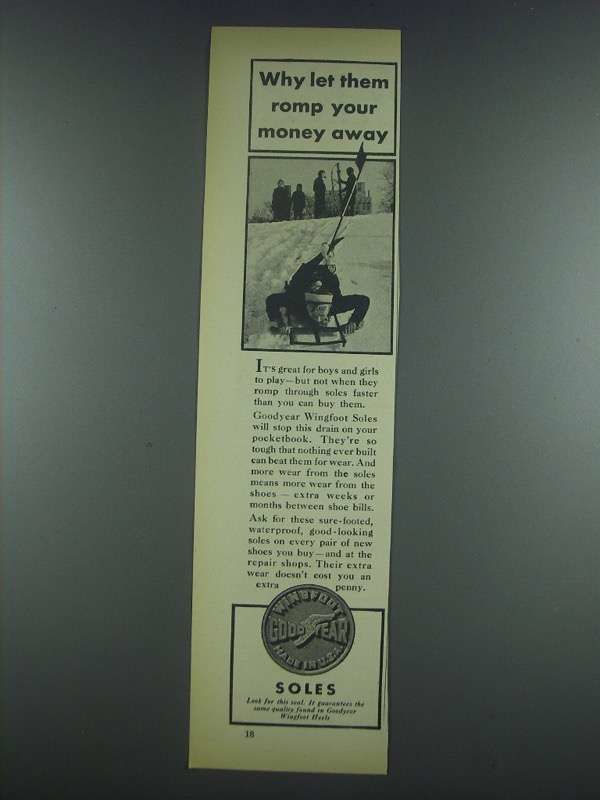 Why let them
romp your
money away
IT'S great for boys and girls
to play—but not when they
romp through soles faster
than you can buy them.
Goodyear Wingfoot Soles
will stop this drain on your
pocketbook. They're so
tough that nothing ever built
can beat them for wear. And
more wear from the soles
means more wear from the
shoes — extra weeks or
months between shoe bills.
Ask for these sure-footed,
waterproof, good-looking
soles on every pair of new
shoes you buy—and at the
repair shops. Their extra
wear doesn't cost you an
extra penny.
WINGFOOT
GOODYEAR
MADE IN U.S.A.
SOLES
Look for this seal. It guarantees the
same quality found in Goodyear
Wingfoot Heels
18